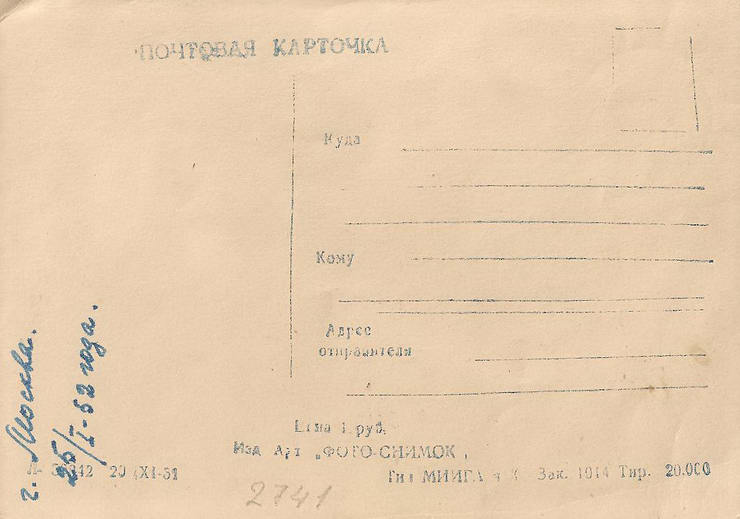 ПОЧТОВАЯ КАРТОЧКА
Куда
Кому
Адрес
отправителя
Цена 1 руб.
Изд Арт „ФОТО-СНИМОК"
Л- 20 XI-51
Тип МИИГА Зак. 1014 Тир. 20.000
г. Москва.
25/I-52 года.
2741